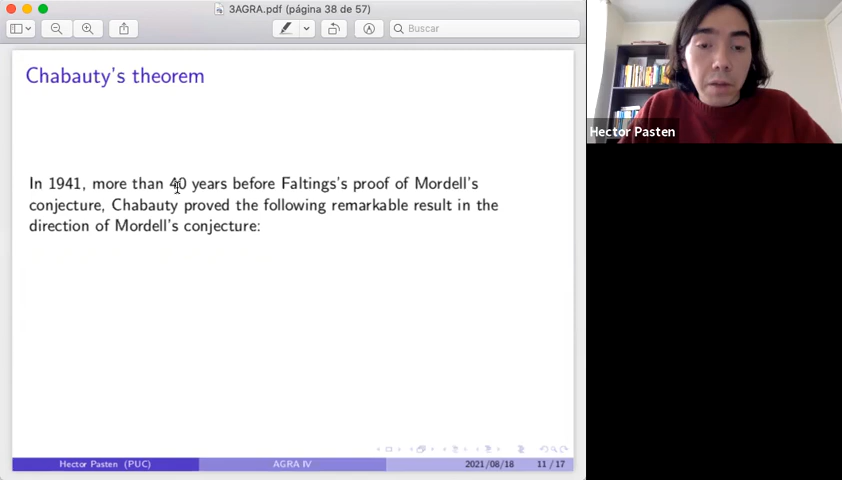 3AGRA.pdf (página 38 de 57)
Buscar
Chabauty's theorem
In 1941, more than 40 years before Faltings's proof of Mordell's
conjecture, Chabauty proved the following remarkable result in the
direction of Mordell's conjecture:
Hector Pasten (PUC) AGRA IV 2021/08/18 11 / 17
Hector Pasten